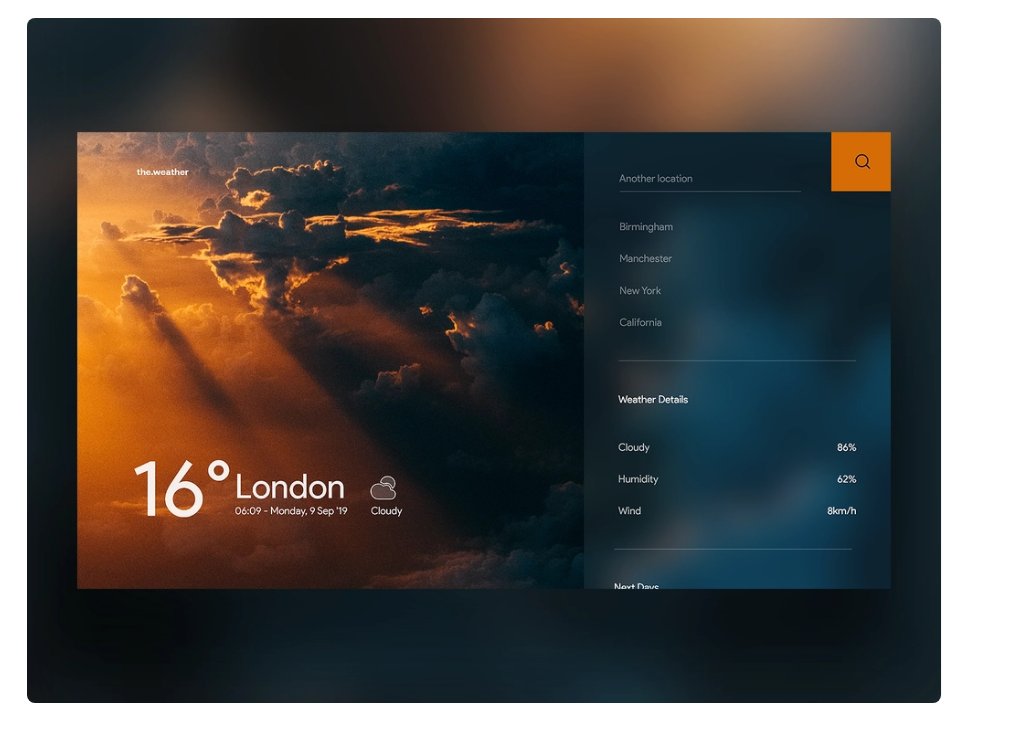 the.weather
16°
London
06:09 - Monday, 9 Sep '19
Cloudy
Another location
Birmingham
Manchester
New York
California
Weather Details
Cloudy 86%
Humidity 62%
Wind 8km/h
Next Days